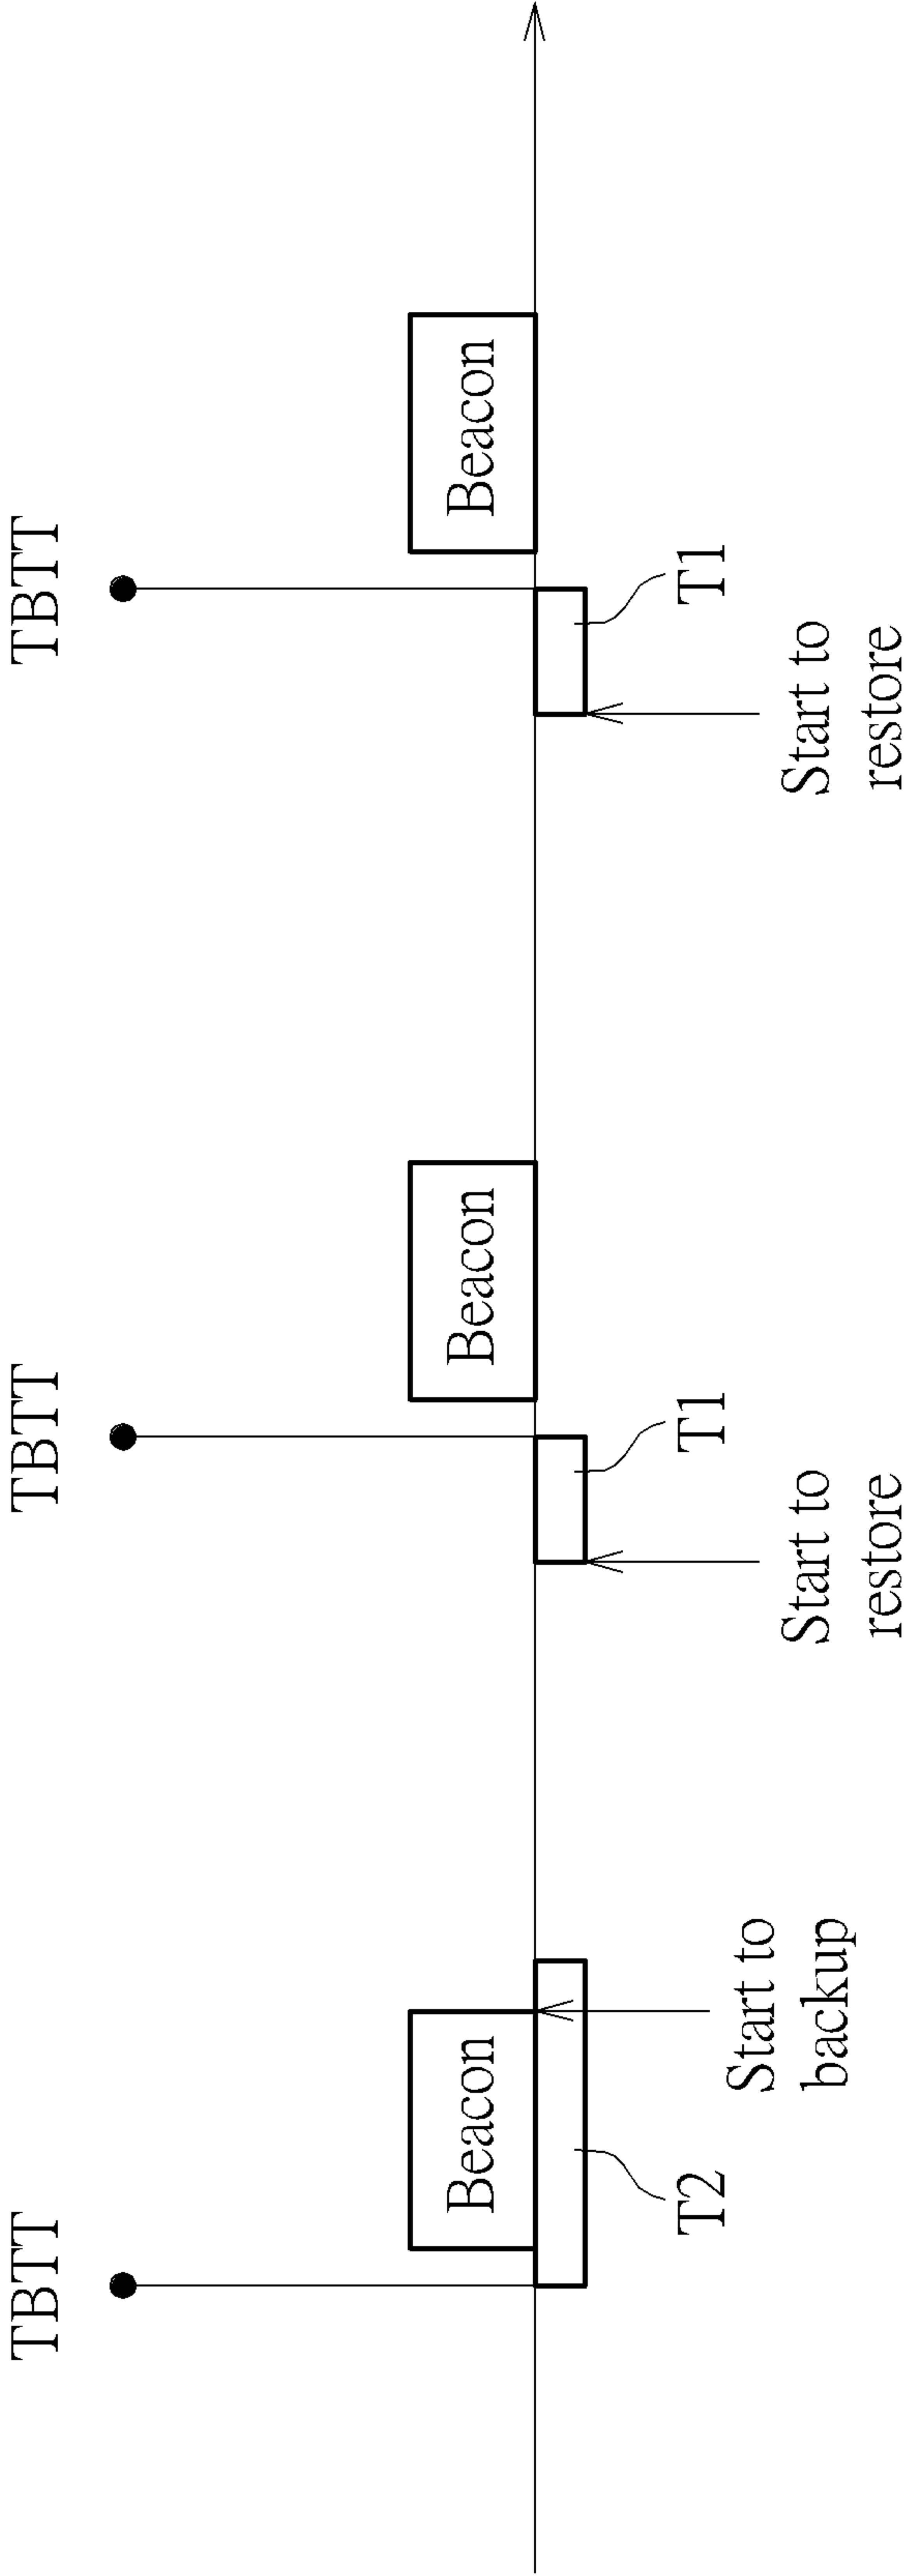 TBTT
TBTT
TBTT
Beacon
Beacon
Beacon
T2
Start to
backup
T1
Start to
restore
T1
Start to
restore